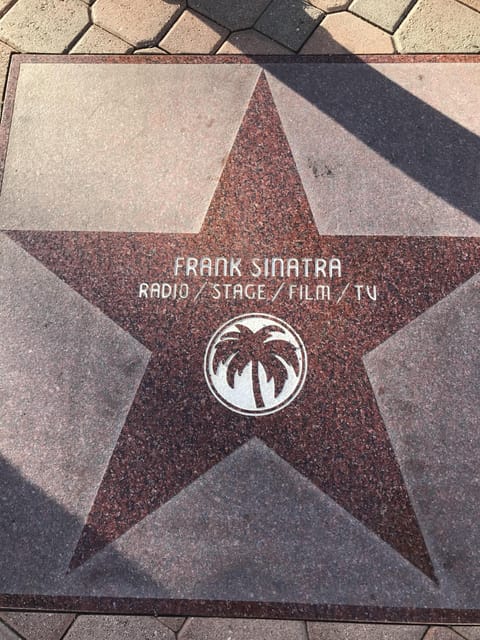 FRANK SINATRA
RADIO / STAGE / FILM / TV